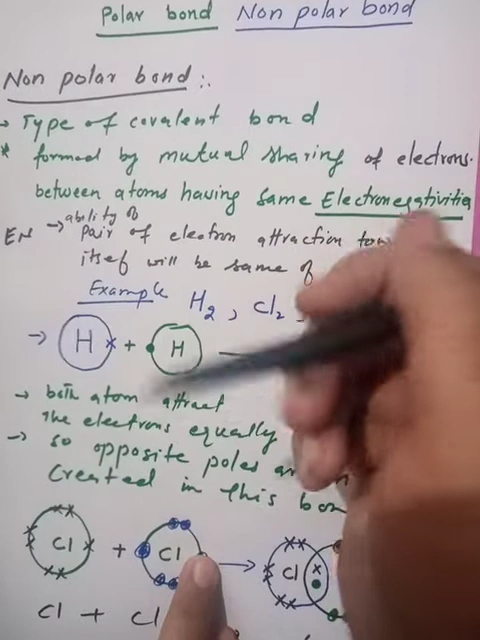 Polar bond Non polar bond
Non polar bond :.
→ Type of covalent bond
* formed by mutual sharing of electrons.
between atoms having same Electronegativitie
EN → ability of
pair of electron attraction
itself will be same of
Example H2, Cl2,
→ H x + • H
→ both atom attract
The electrons equally
→ so opposite poles
created in this
Cl + Cl → Cl
Cl + Cl